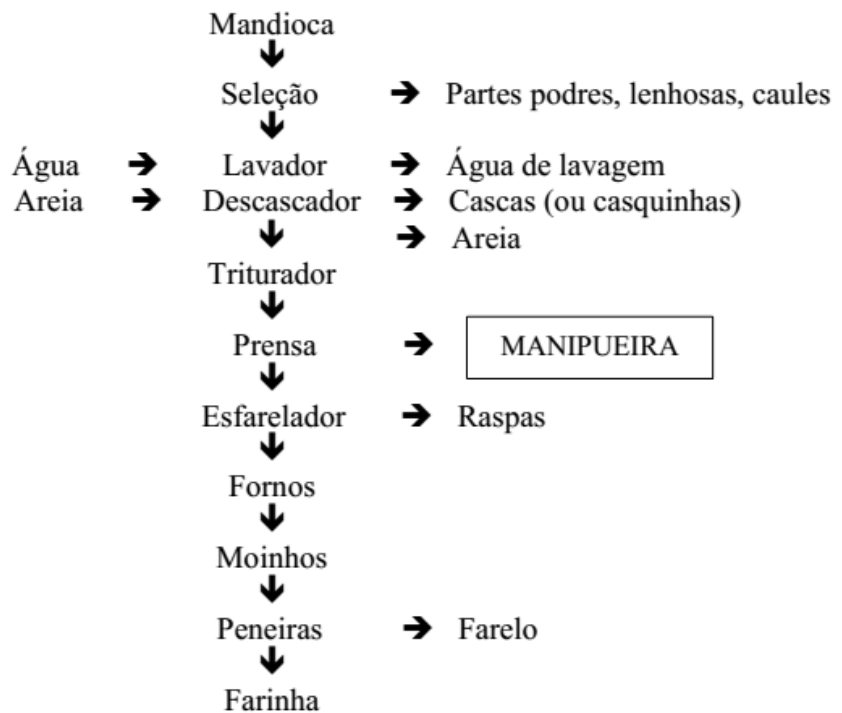 Mandioca
🡳
Seleção ➔ Partes podres, lenhosas, caules
🡳
Água ➔ Lavador ➔ Água de lavagem
Areia ➔ Descascador ➔ Cascas (ou casquinhas)
🡳 ➔ Areia
Triturador
🡳
Prensa ➔ MANIPUEIRA
🡳
Esfarelador ➔ Raspas
🡳
Fornos
🡳
Moinhos
🡳
Peneiras ➔ Farelo
🡳
Farinha